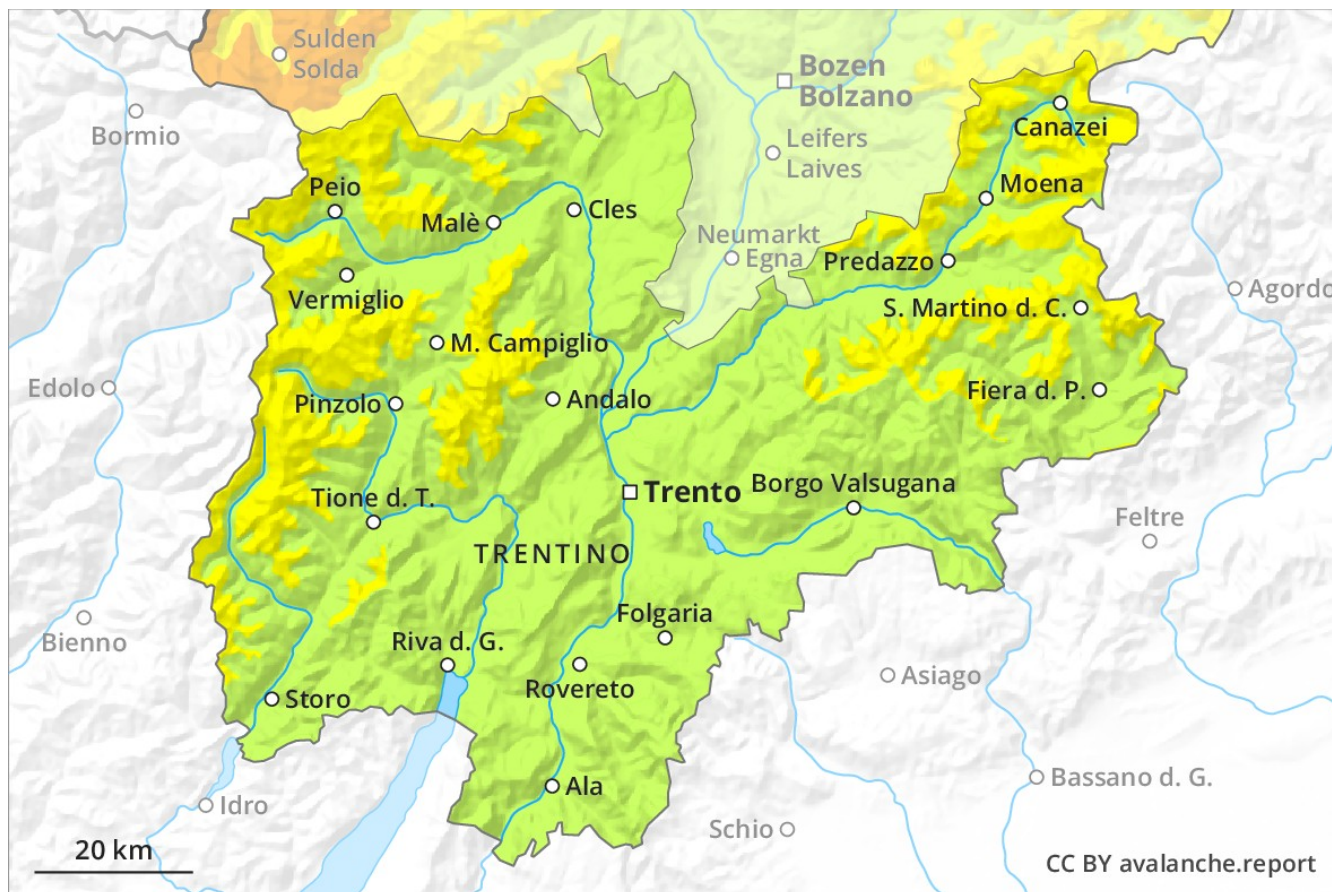 Sulden
Solda
Bozen
Bolzano
Bormio
Leifers
Laives
Canazei
Peio
Moena
Malè
Cles
Neumarkt
Egna
Predazzo
Vermiglio
S. Martino d. C.
Agordo
M. Campiglio
Edolo
Pinzolo
Andalo
Fiera d. P.
Tione d. T.
Trento
Borgo Valsugana
Feltre
TRENTINO
Bienno
Folgaria
Riva d. G.
Rovereto
Asiago
Storo
Ala
Bassano d. G.
Idro
Schio
20 km
CC BY avalanche.report